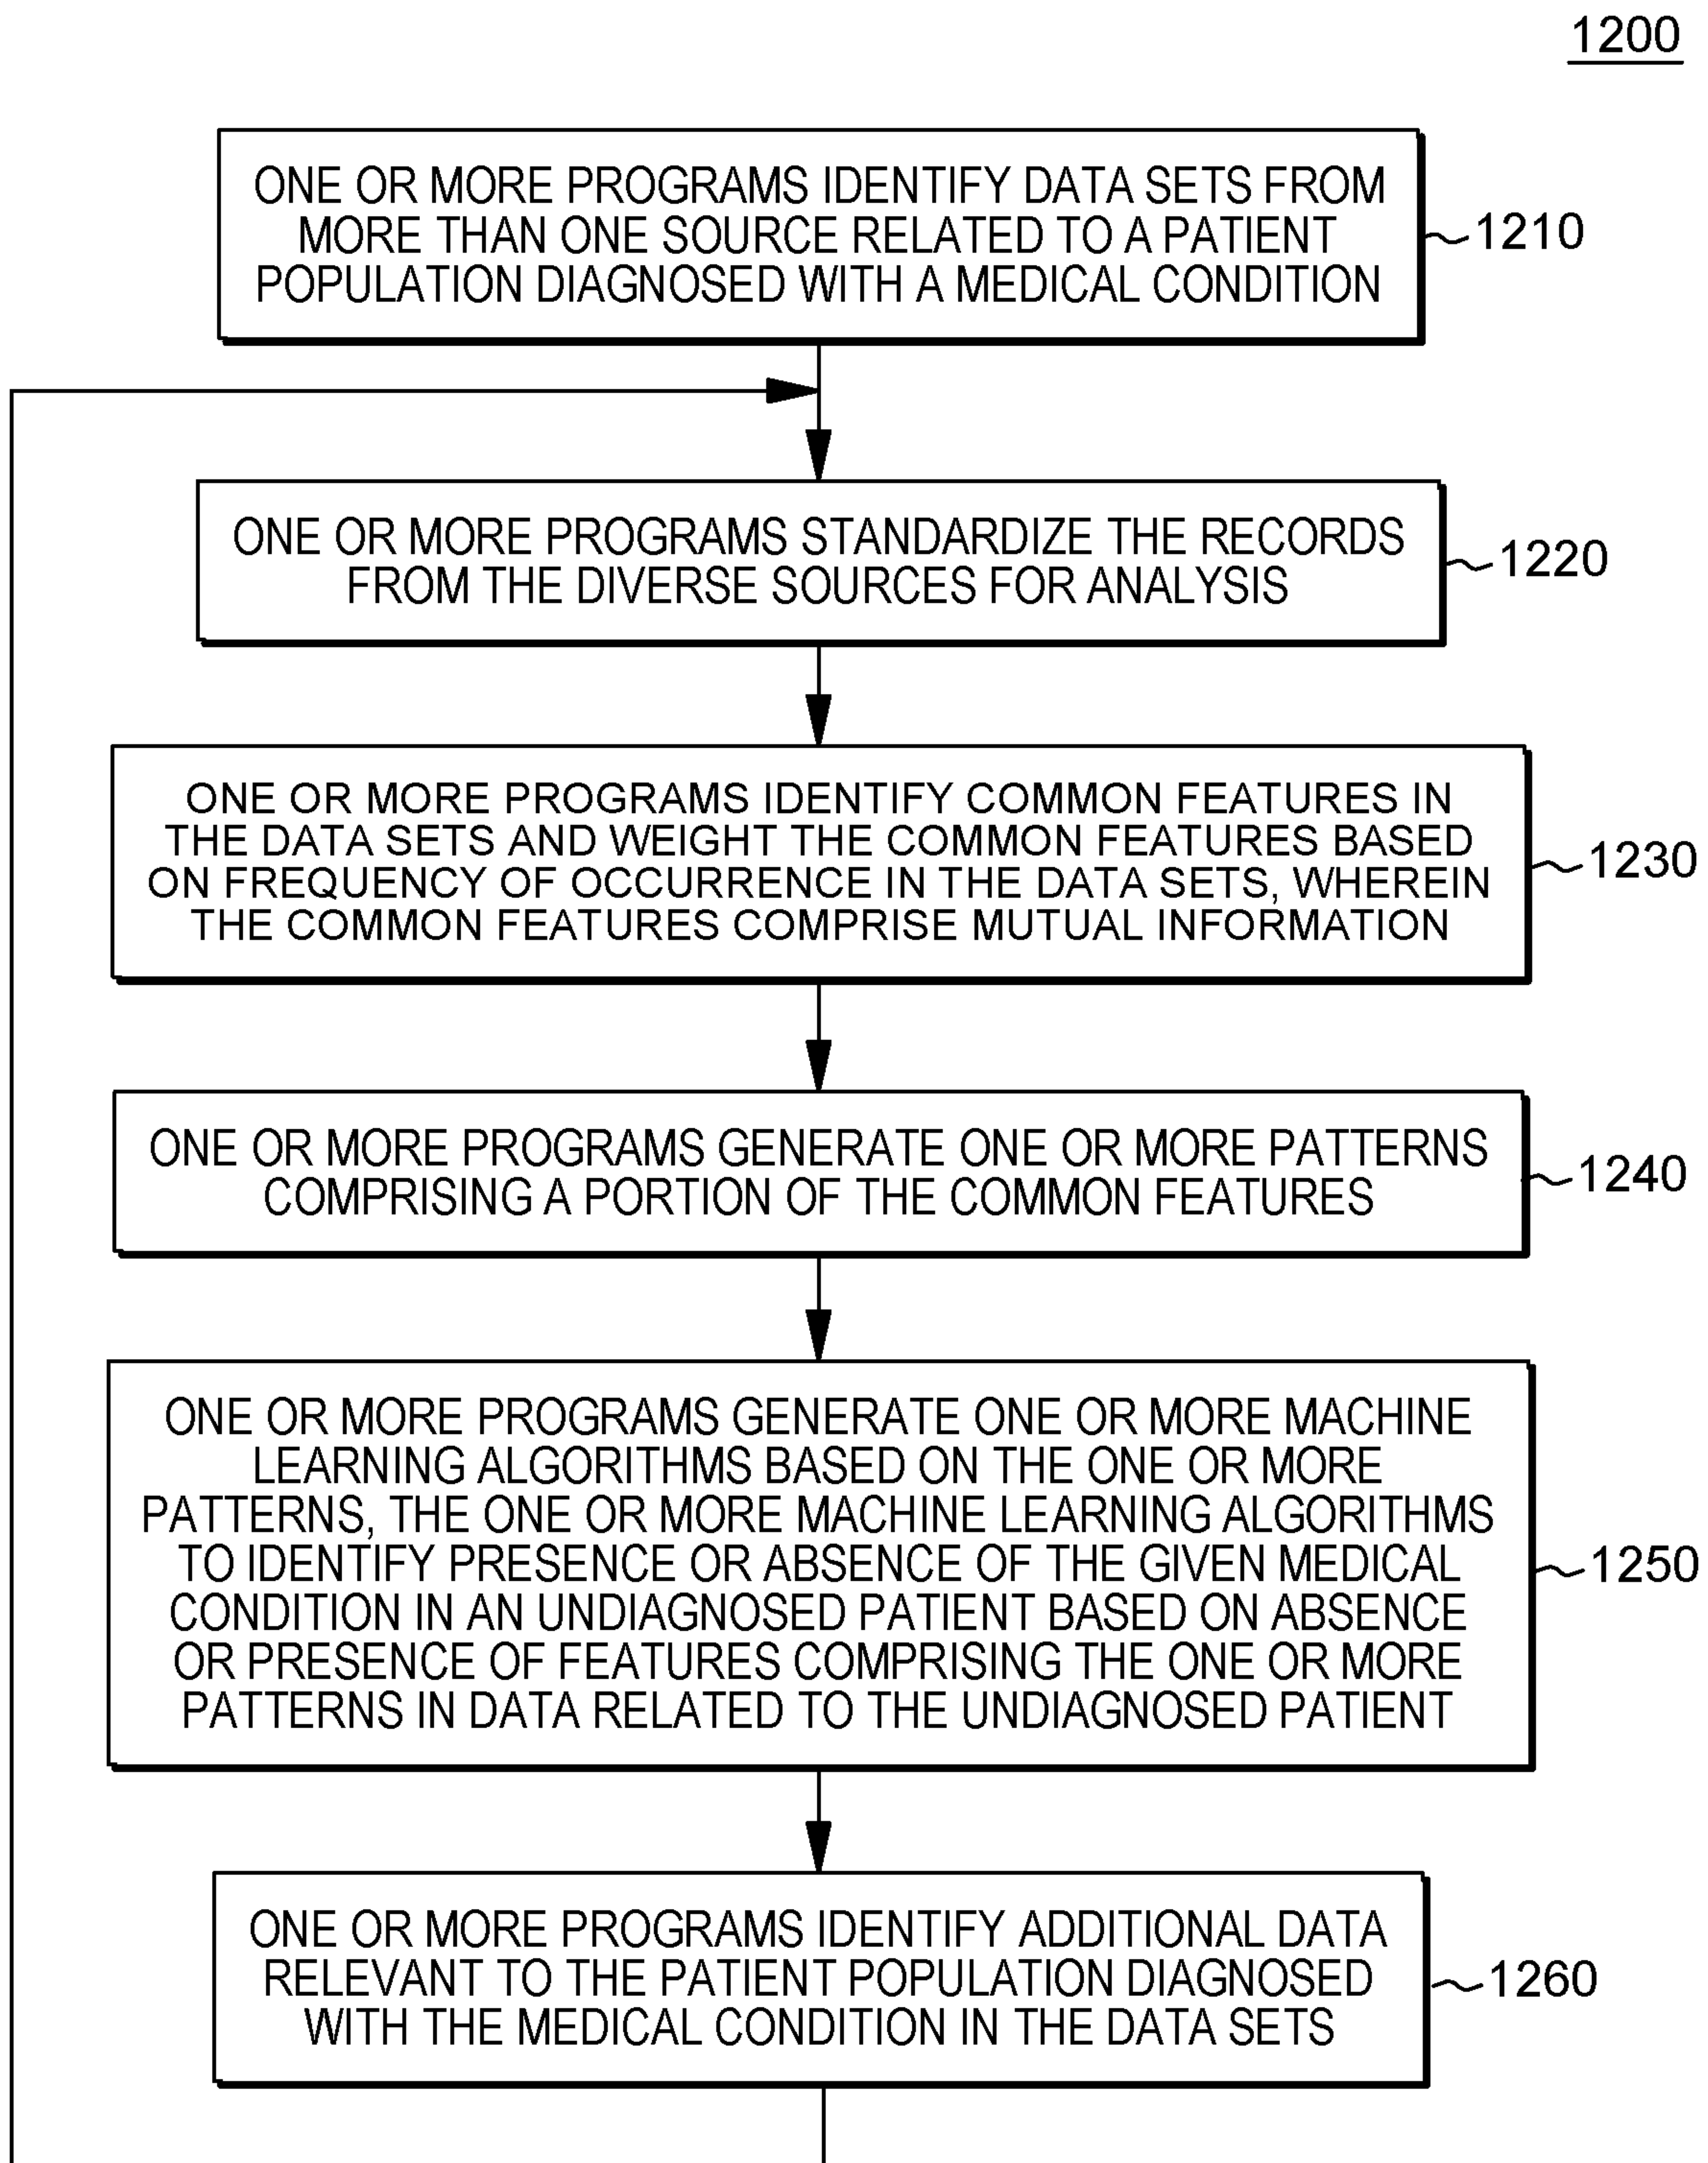 1200
ONE OR MORE PROGRAMS IDENTIFY DATA SETS FROM
MORE THAN ONE SOURCE RELATED TO A PATIENT
POPULATION DIAGNOSED WITH A MEDICAL CONDITION
1210
ONE OR MORE PROGRAMS STANDARDIZE THE RECORDS
FROM THE DIVERSE SOURCES FOR ANALYSIS
1220
ONE OR MORE PROGRAMS IDENTIFY COMMON FEATURES IN
THE DATA SETS AND WEIGHT THE COMMON FEATURES BASED
ON FREQUENCY OF OCCURRENCE IN THE DATA SETS, WHEREIN
THE COMMON FEATURES COMPRISE MUTUAL INFORMATION
1230
ONE OR MORE PROGRAMS GENERATE ONE OR MORE PATTERNS
COMPRISING A PORTION OF THE COMMON FEATURES
1240
ONE OR MORE PROGRAMS GENERATE ONE OR MORE MACHINE
LEARNING ALGORITHMS BASED ON THE ONE OR MORE
PATTERNS, THE ONE OR MORE MACHINE LEARNING ALGORITHMS
TO IDENTIFY PRESENCE OR ABSENCE OF THE GIVEN MEDICAL
CONDITION IN AN UNDIAGNOSED PATIENT BASED ON ABSENCE
OR PRESENCE OF FEATURES COMPRISING THE ONE OR MORE
PATTERNS IN DATA RELATED TO THE UNDIAGNOSED PATIENT
1250
ONE OR MORE PROGRAMS IDENTIFY ADDITIONAL DATA
RELEVANT TO THE PATIENT POPULATION DIAGNOSED
WITH THE MEDICAL CONDITION IN THE DATA SETS
1260